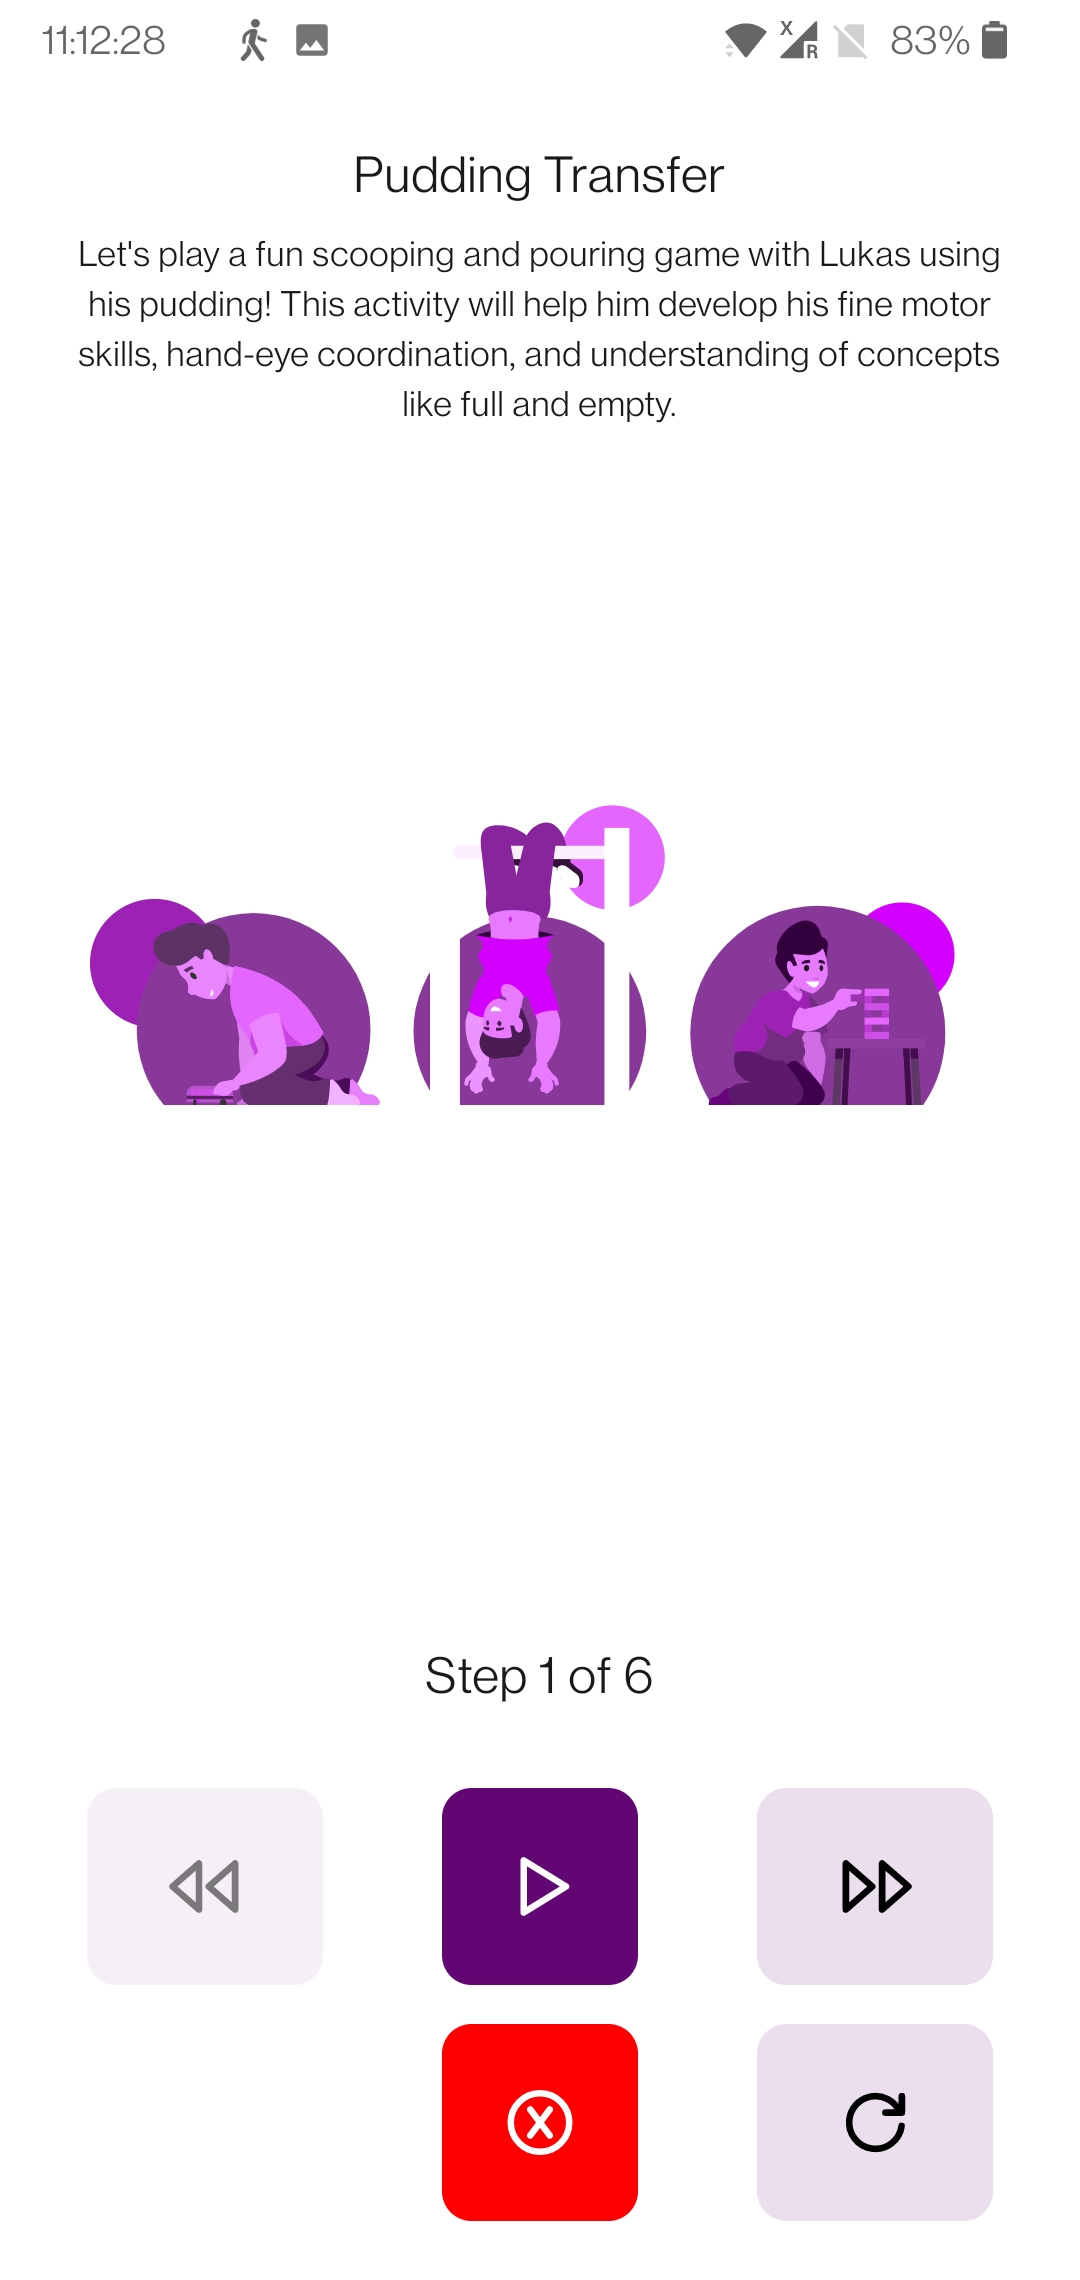 11:12:28
X
R
83%
Pudding Transfer
Let's play a fun scooping and pouring game with Lukas using
his pudding! This activity will help him develop his fine motor
skills, hand-eye coordination, and understanding of concepts
like full and empty.
Step 1 of 6